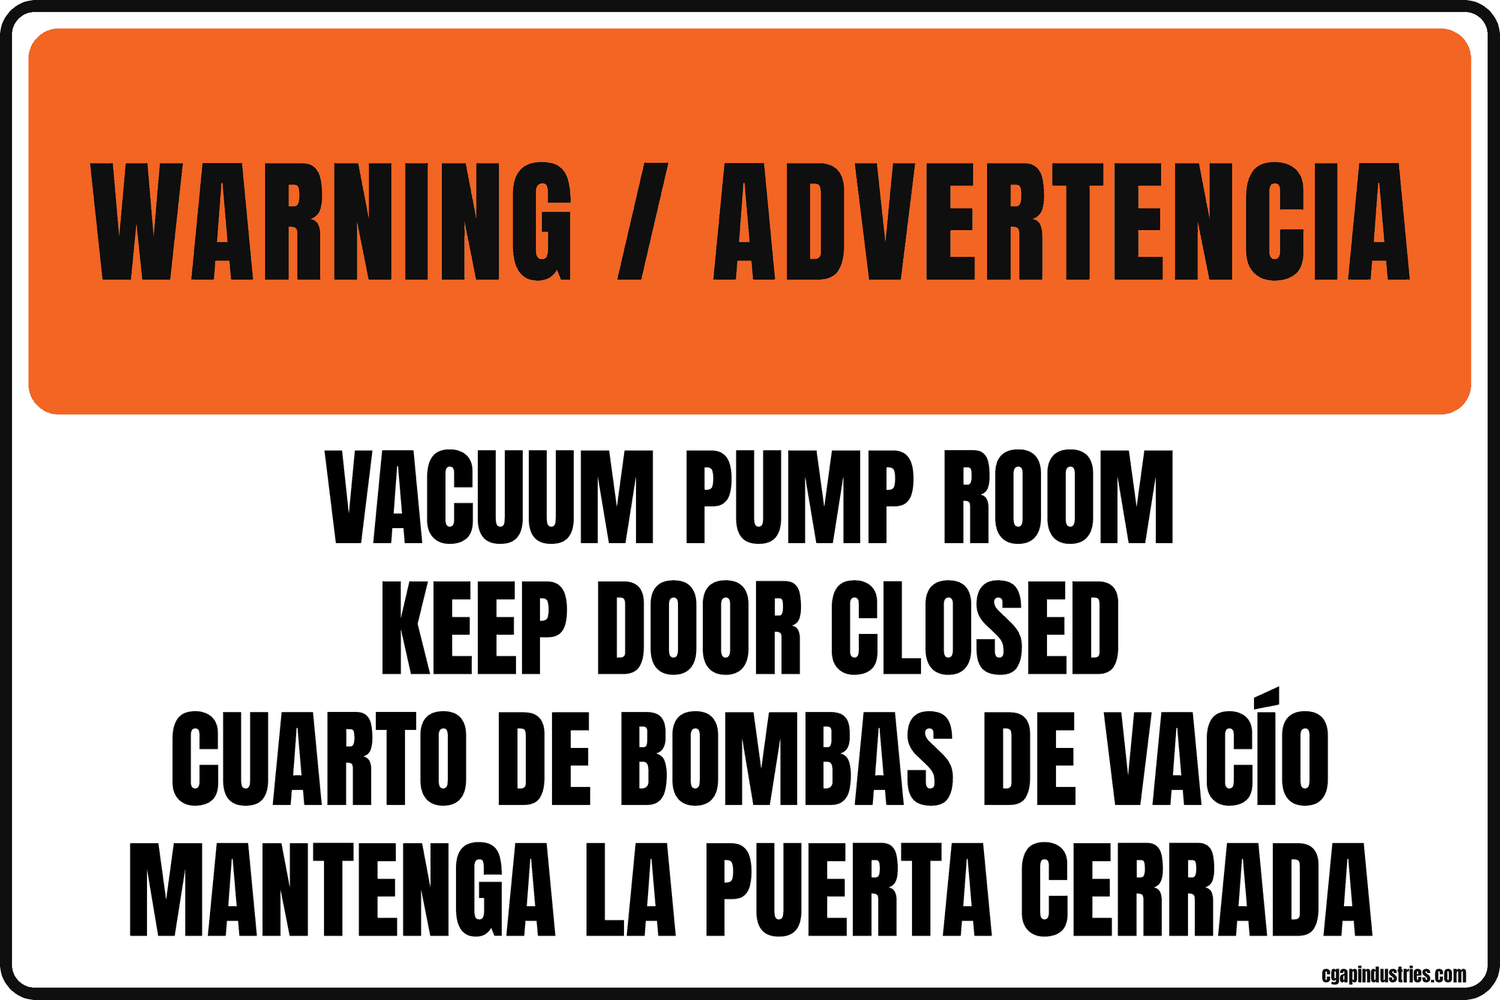 WARNING / ADVERTENCIA
VACUUM PUMP ROOM
KEEP DOOR CLOSED
CUARTO DE BOMBAS DE VACÍO
MANTENGA LA PUERTA CERRADA
cgapindustries.com